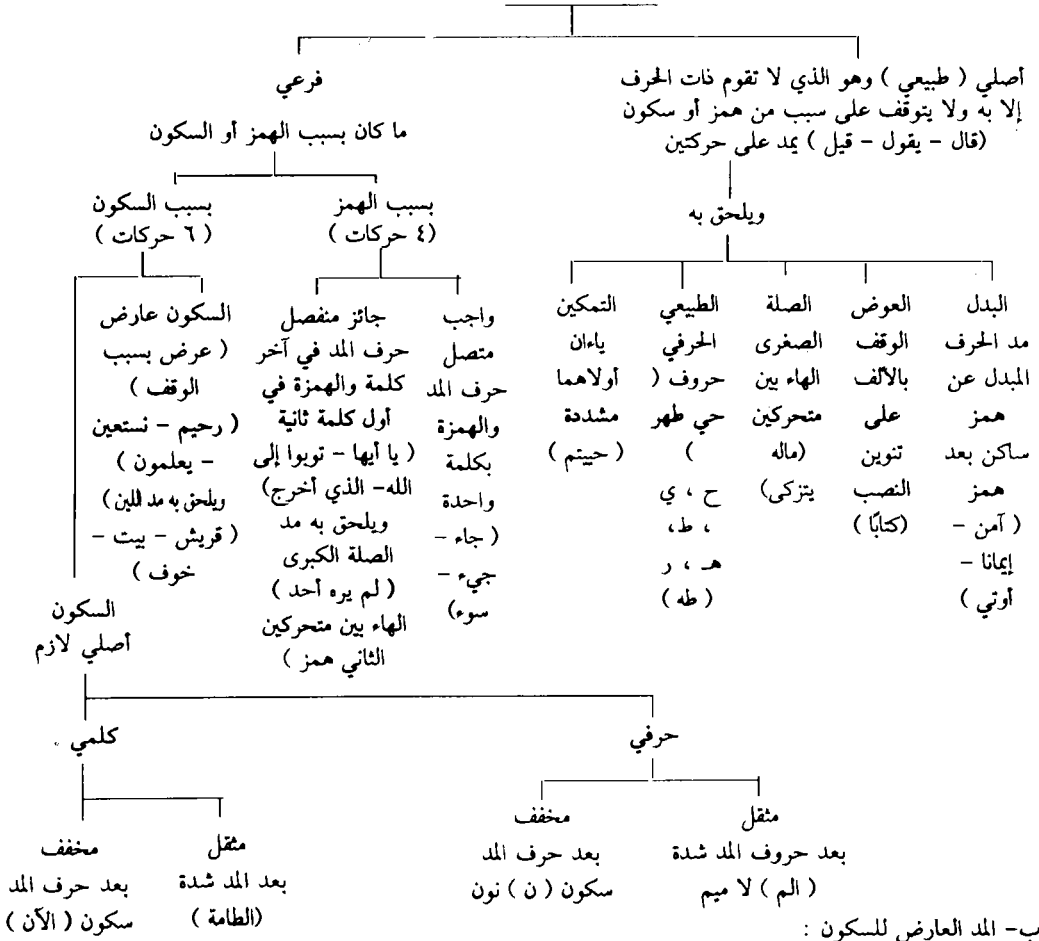 أصلي ( طبيعي ) وهو الذي لا تقوم ذات الحرف
إلا به ولا يتوقف على سبب من همز أو سكون
(قال - يقول - قيل ) يمد على حركتين
ويلحق به
البدل
مد الحرف
المبدل عن
همز
ساكن بعد
همز
( آمن -
إيمانا -
أوتي )
العوض
الوقف
بالألف
على
تنوين
النصب
(كتابًا )
الصلة
الصغرى
الهاء بين
متحركين
(ماله
يتزكى)
الطبيعي
الحرفي
حروف (
حي طهر
)
ح ، ي
، ط،
هـ ، ر
( طه )
التمكين
ياءان
أولاهما
مشددة
( حييتم )
فرعي
ما كان بسبب الهمز أو السكون
بسبب الهمز
(٤ حركات )
واجب
متصل
حرف المد
والهمزة
بكلمة
واحدة
( جاء -
جيء -
سوء)
جائز منفصل
حرف المد في آخر
كلمة والهمزة في
أول كلمة ثانية
( يا أيها - توبوا إلى
الله- الذي أخرج)
ويلحق به مد
الصلة الكبرى
( لم يره أحد )
الهاء بين متحركين
الثاني همز )
بسبب السكون
( ٦ حركات )
السكون عارض
( عرض بسبب
الوقف )
( رحيم - نستعين
- يعلمون )
ويلحق به مد اللين)
( قريش - بيت -
خوف )
السكون
أصلي لازم
حرفي
مثقل
بعد حروف المد شدة
( الم ) لا ميم
مخفف
بعد حرف المد
سكون ( ن ) نون
كلمي
مثقل
بعد المد شدة
(الطامة )
مخفف
بعد حرف المد
سكون ( الآن )
ب- المد العارض للسكون :